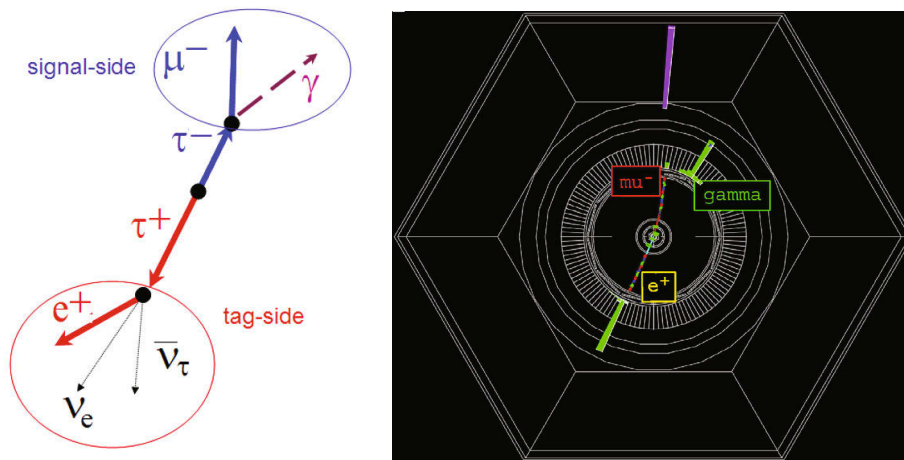 signal-side
μ⁻
γ
τ⁻
τ⁺
e⁺
tag-side
ν̅τ
νe
mu⁻
gamma
e⁺